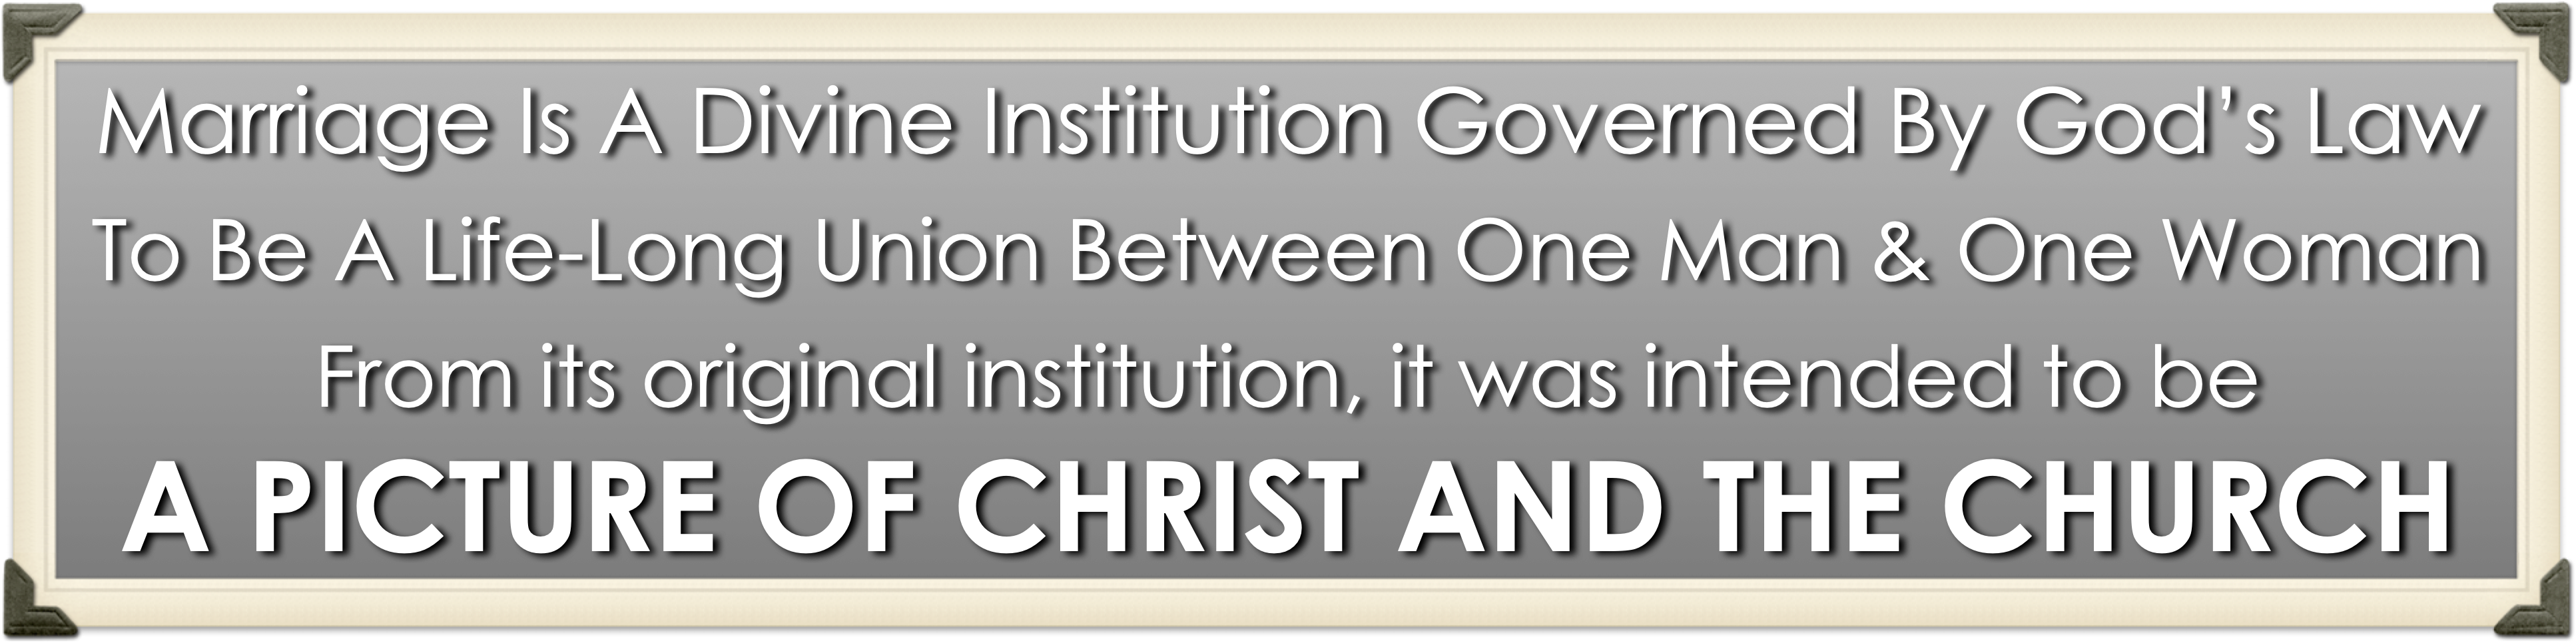 Marriage Is A Divine Institution Governed By God’s Law
To Be A Life-Long Union Between One Man & One Woman
From its original institution, it was intended to be
A PICTURE OF CHRIST AND THE CHURCH